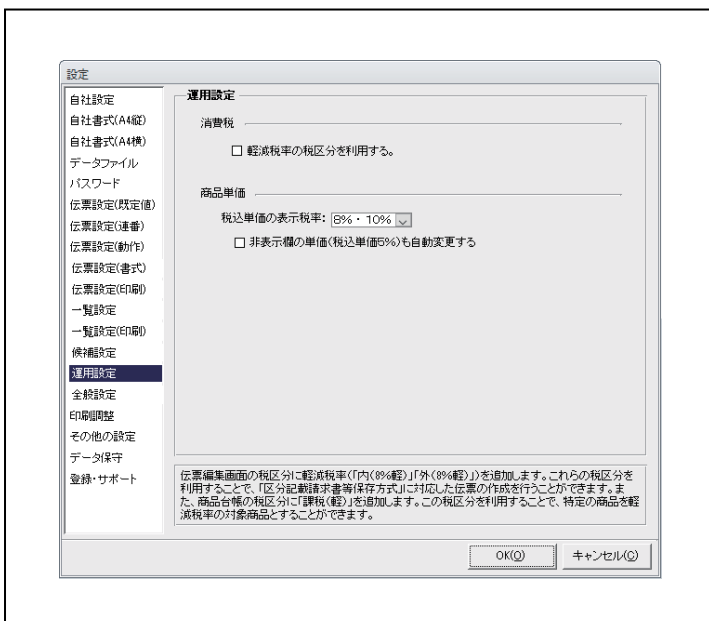 設定
自社設定
自社書式(A4縦)
自社書式(A4横)
データファイル
パスワード
伝票設定(既定値)
伝票設定(連番)
伝票設定(動作)
伝票設定(書式)
伝票設定(印刷)
一覧設定
一覧設定(印刷)
候補設定
運用設定
全般設定
印刷調整
その他の設定
データ保守
登録・サポート
運用設定
消費税
軽減税率の税区分を利用する。
商品単価
税込単価の表示税率: 8%・10%
非表示欄の単価(税込単価5%)も自動変更する
伝票編集画面の税区分に軽減税率(「内(8%軽)」「外(8%軽)」)を追加します。これらの税区分を
利用することで、「区分記載請求書等保存方式」に対応した伝票の作成を行うことができます。ま
た、商品台帳の税区分に「課税(軽)」を追加します。この税区分を利用することで、特定の商品を軽
減税率の対象商品とすることができます。
OK(O)
キャンセル(C)